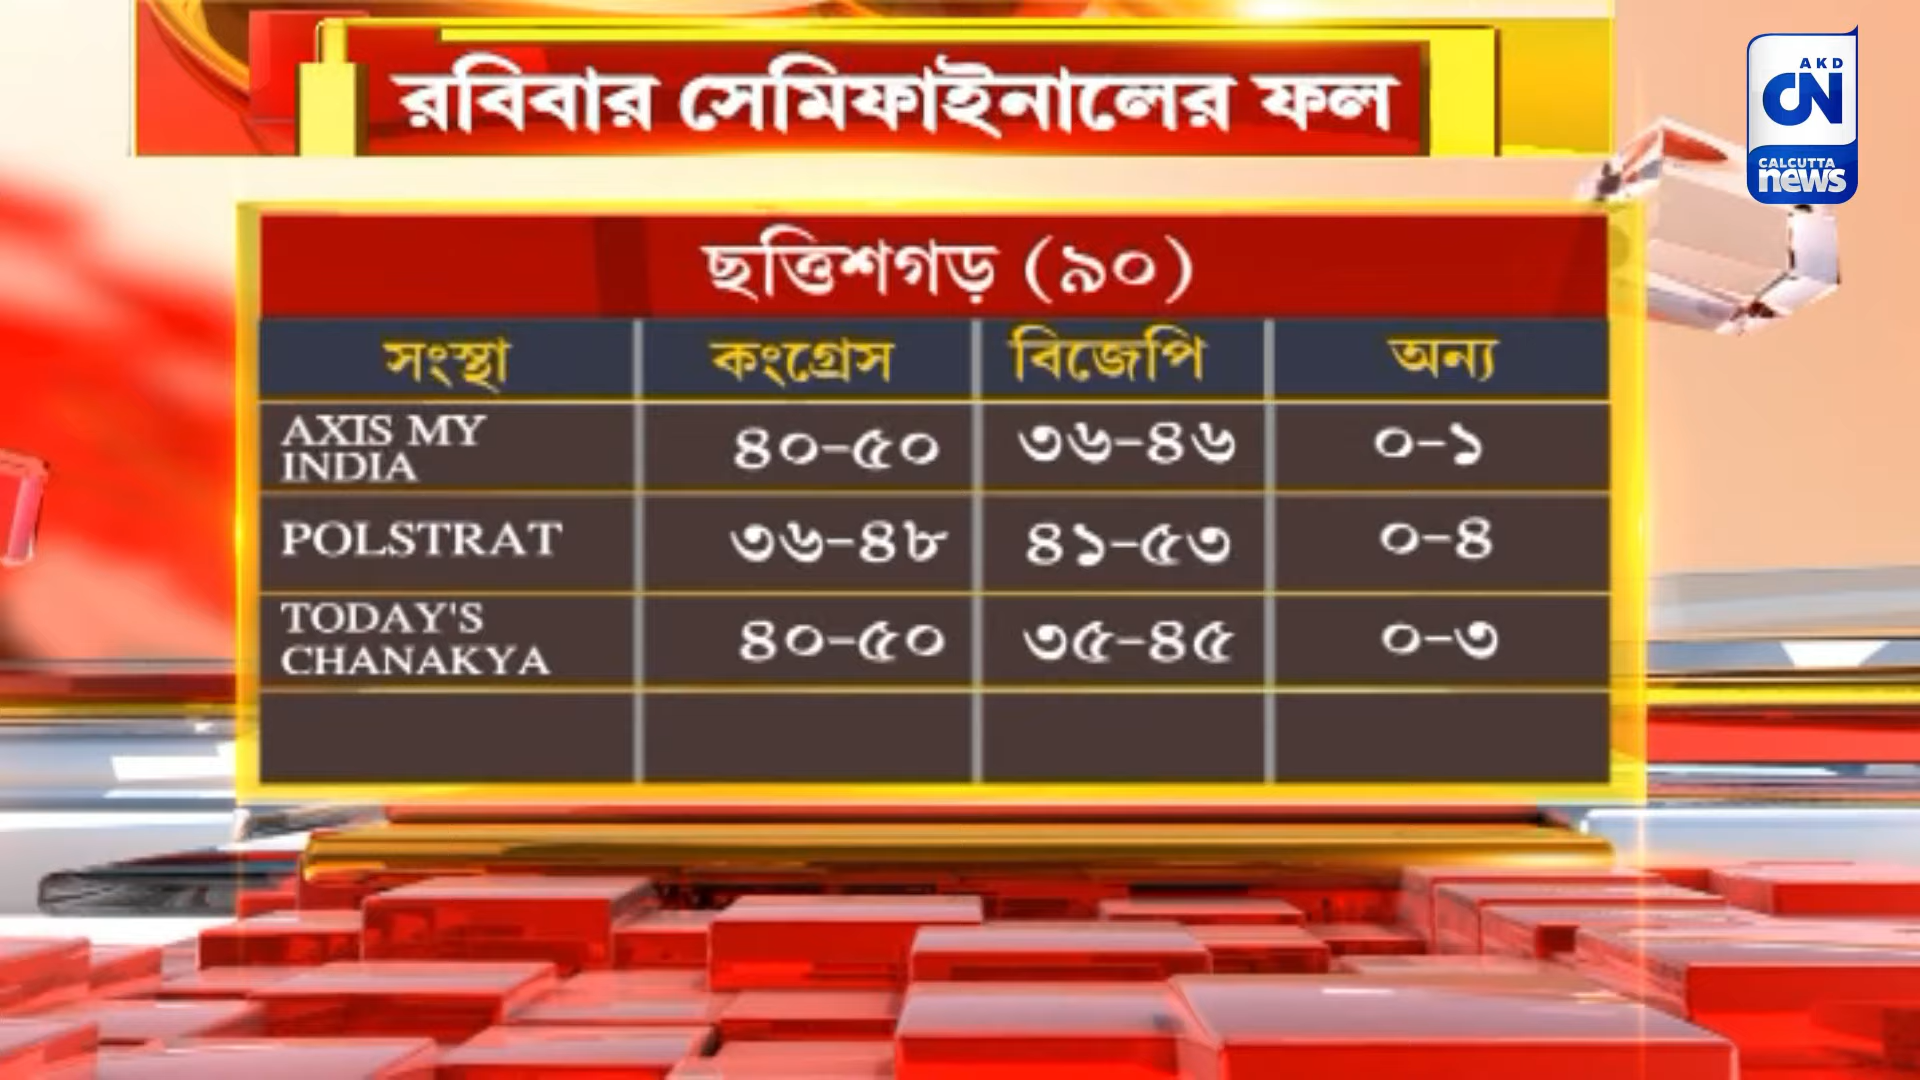 রবিবার সেমিফাইনালের ফল
AKD
CN
CALCUTTA
news
ছত্তিশগড় (৯০)
সংস্থা কংগ্রেস বিজেপি অন্য
AXIS MY INDIA ৪০-৫০ ৩৬-৪৬ ০-১
POLSTRAT ৩৬-৪৮ ৪১-৫৩ ০-৪
TODAY'S CHANAKYA ৪০-৫০ ৩৫-৪৫ ০-৩